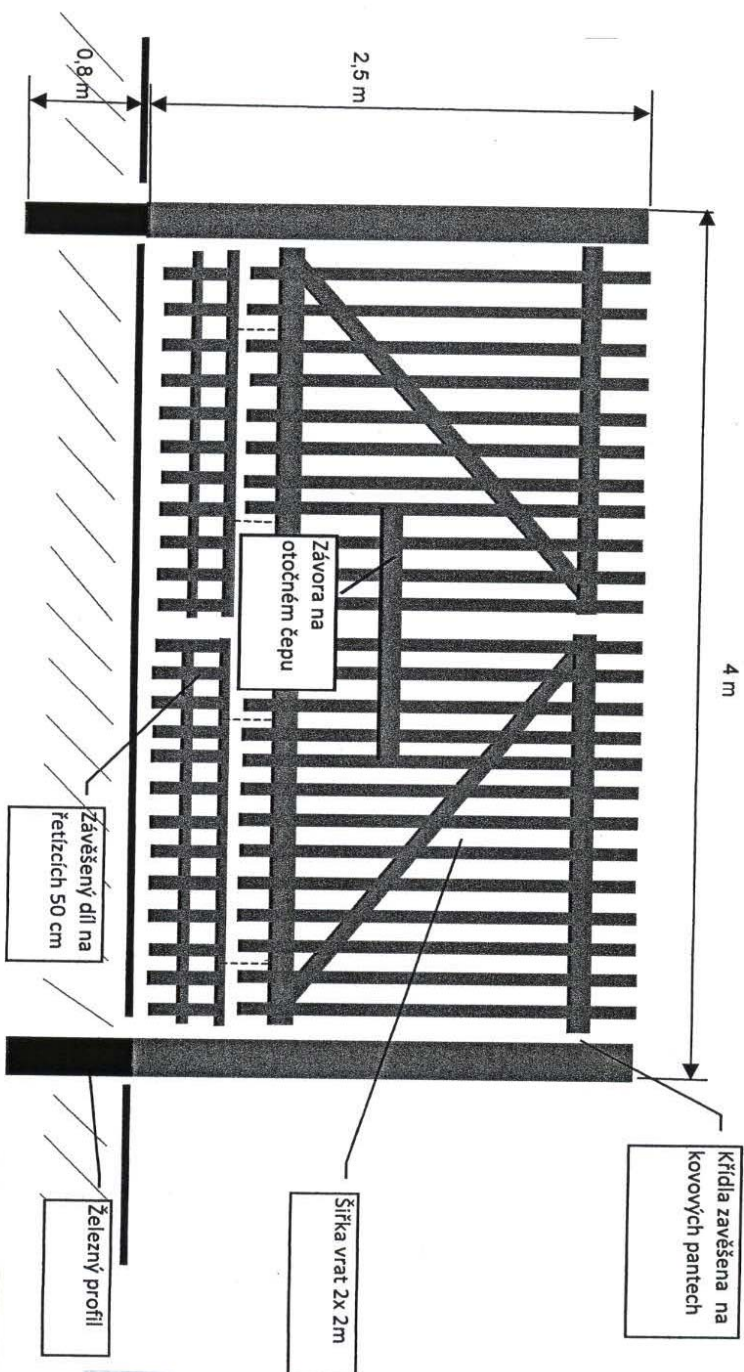 4 m
2,5 m
0,8 m
Křídla zavěšena na
kovových pantech
Šířka vrat 2x 2m
Závora na
otočném čepu
Závěšený díl na
řetízcích 50 cm
Železný profil